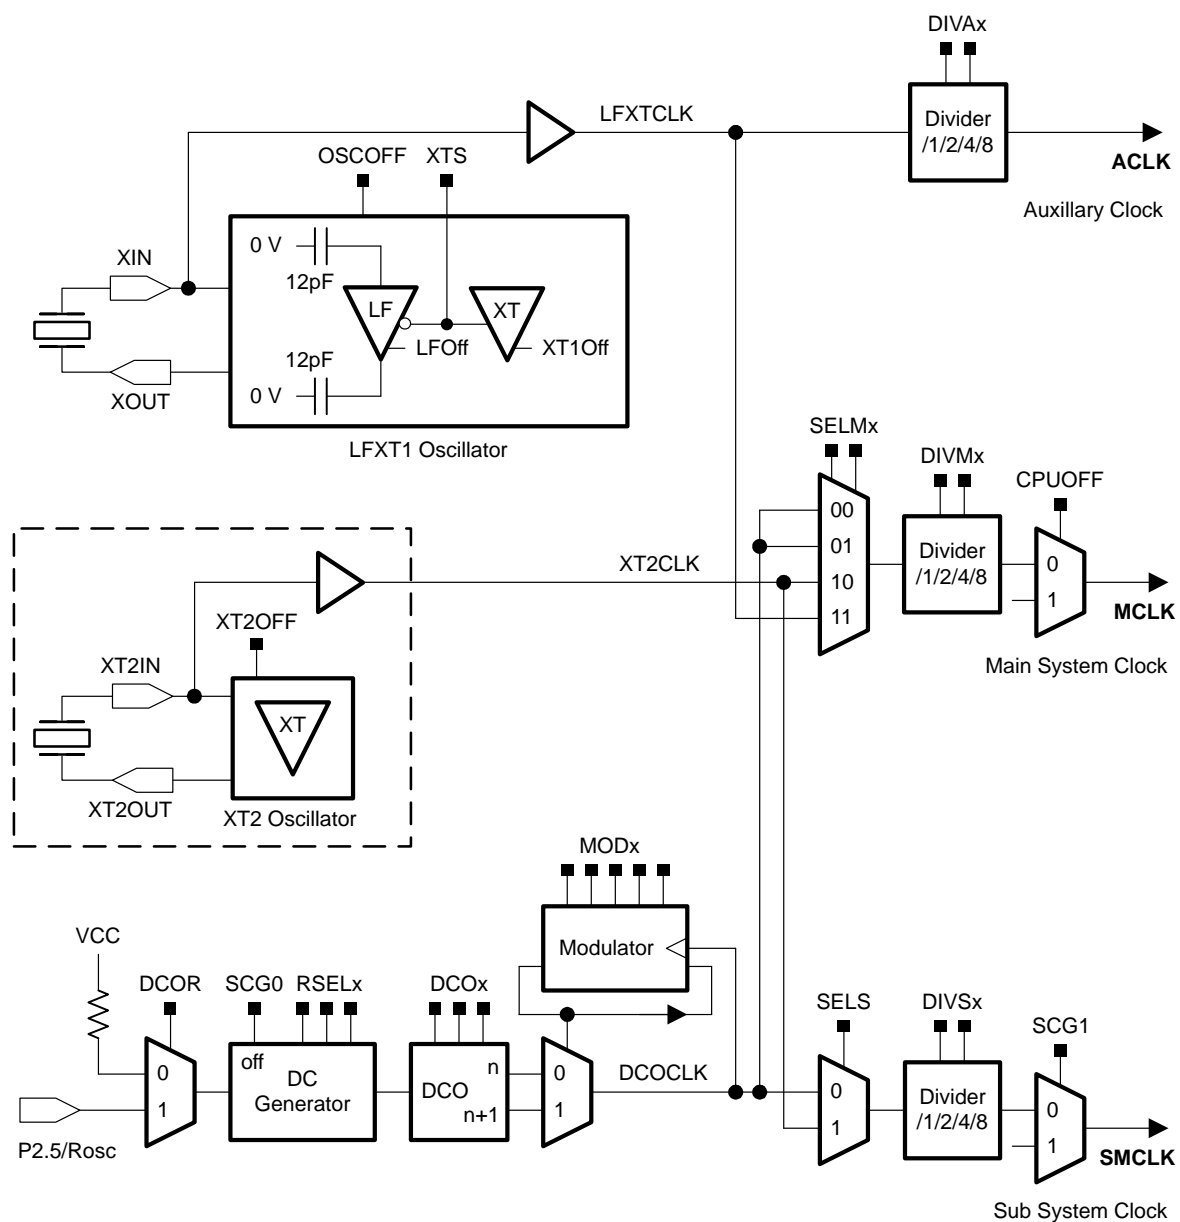 DIVAx
LFXTCLK
Divider
/1/2/4/8
ACLK
Auxillary Clock
OSCOFF
XTS
XIN
0 V
12pF
LF
XT
LFOff
XT1Off
12pF
0 V
XOUT
LFXT1 Oscillator
SELMx
DIVMx
CPUOFF
00
01
10
11
Divider
/1/2/4/8
0
1
MCLK
Main System Clock
XT2CLK
XT2OFF
XT2IN
XT
XT2OUT
XT2 Oscillator
MODx
Modulator
VCC
DCOR
SCG0
RSELx
DCOx
0
1
off
DC
Generator
DCO
n
n+1
0
1
DCOCLK
P2.5/Rosc
SELS
DIVSx
SCG1
0
1
Divider
/1/2/4/8
0
1
SMCLK
Sub System Clock